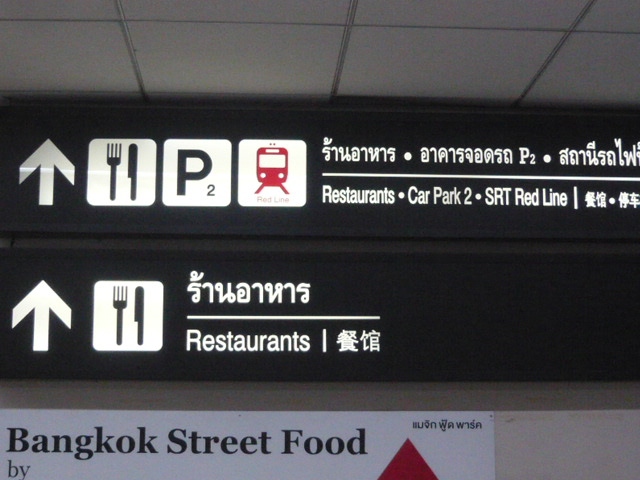 P2
Red Line
ร้านอาหาร • อาคารจอดรถ P2 • สถานีรถไฟ
Restaurants • Car Park 2 • SRT Red Line | 餐馆 • 停车
ร้านอาหาร
Restaurants | 餐馆
แมจิก ฟู้ด พาร์ค
Bangkok Street Food
by